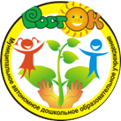 РостОК
Муниципальное автономное дошкольное образовательное учреждение